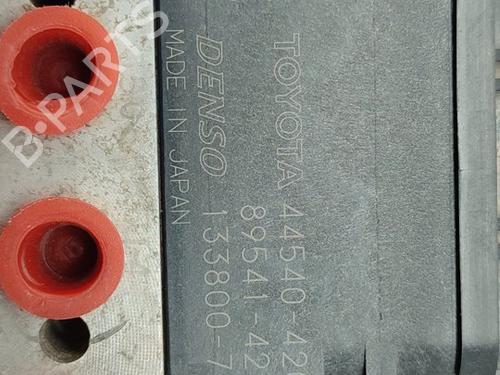 TOYOTA 44540-42
89541-42
DENSO 133800-7
MADE IN JAPAN
B-PARTS